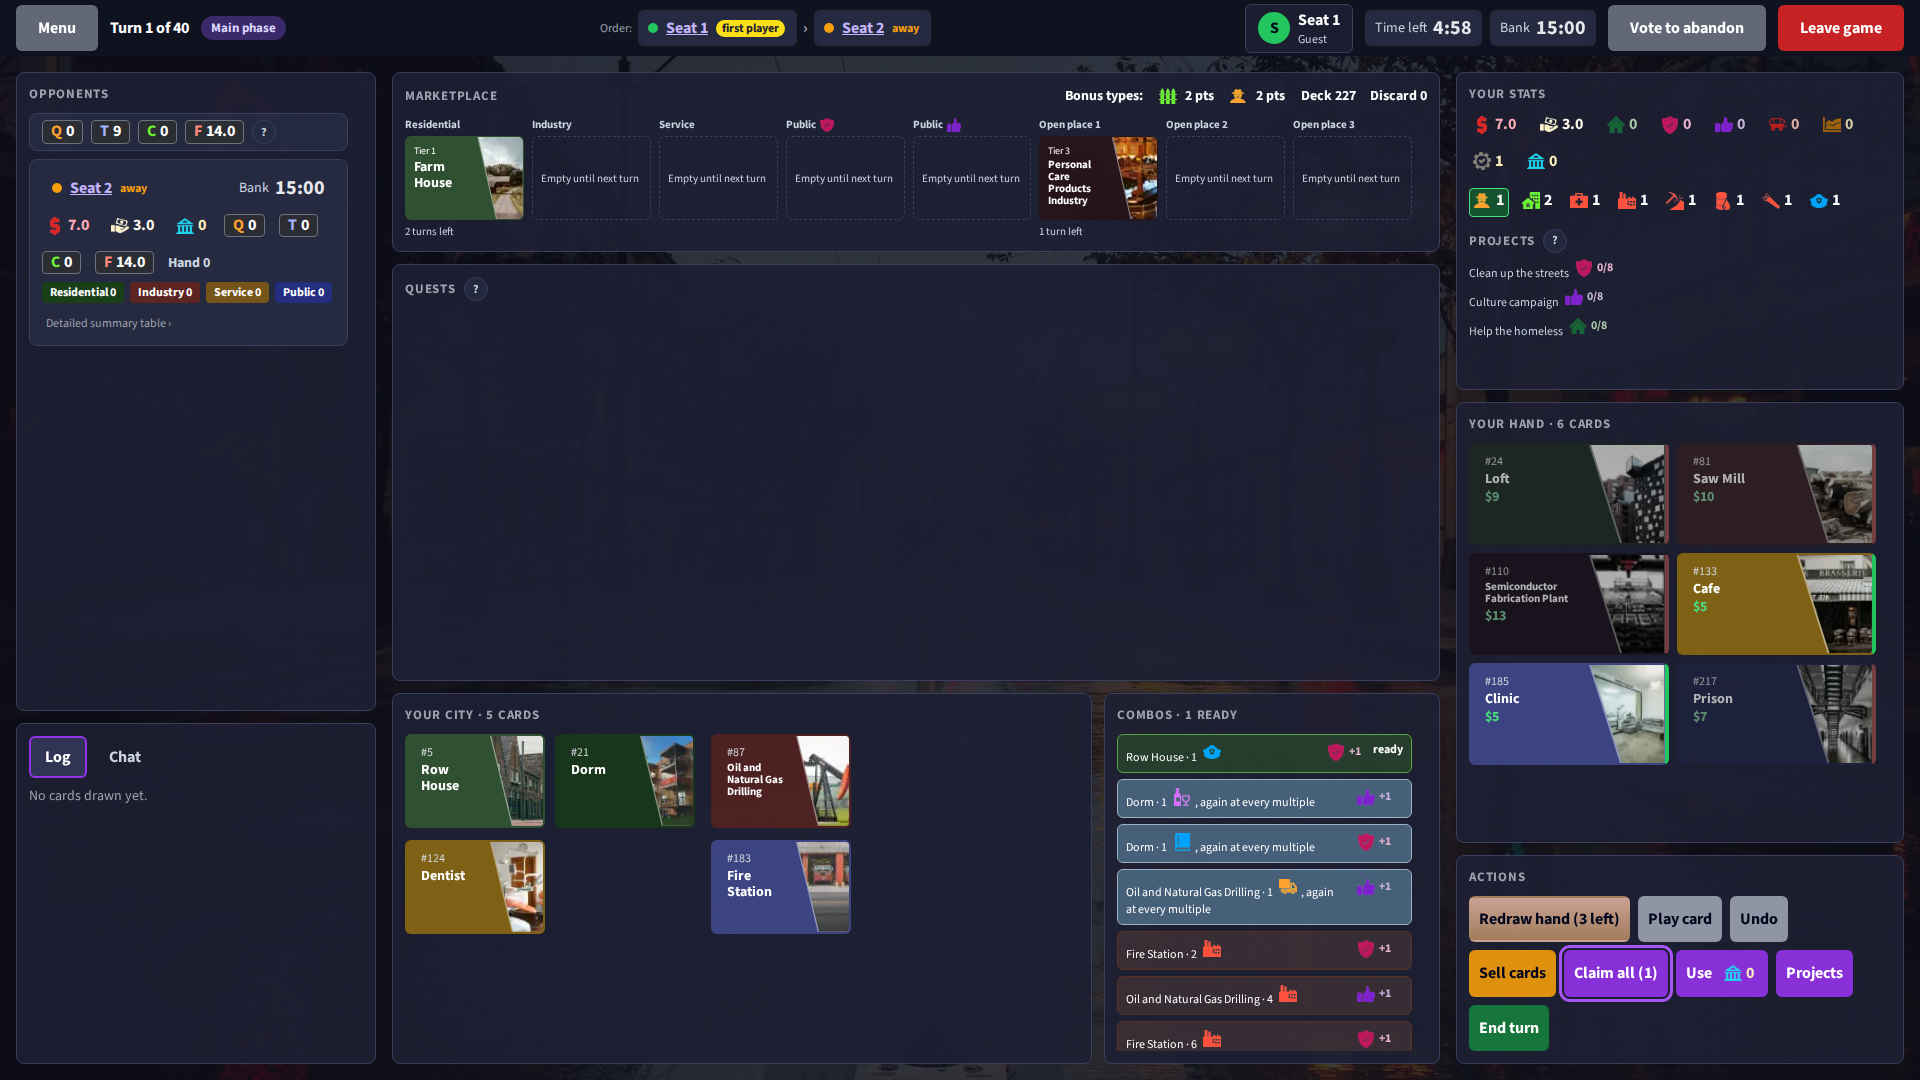 Menu
Turn 1 of 40
Main phase
Order:
Seat 1 first player
›
Seat 2 away
S
Seat 1
Guest
Time left 4:58
Bank 15:00
Vote to abandon
Leave game
OPPONENTS
Q 0
T 9
C 0
F 14.0
?
Seat 2 away
Bank 15:00
7.0
3.0
0
Q 0
T 0
C 0
F 14.0
Hand 0
Residential 0
Industry 0
Service 0
Public 0
Detailed summary table ›
Log
Chat
No cards drawn yet.
MARKETPLACE
Bonus types:
2 pts
2 pts
Deck 227
Discard 0
Residential
Industry
Service
Public
Public
Open place 1
Open place 2
Open place 3
Tier 1
Farm
House
2 turns left
Empty until next turn
Empty until next turn
Empty until next turn
Empty until next turn
Tier 3
Personal
Care
Products
Industry
1 turn left
Empty until next turn
Empty until next turn
QUESTS
?
YOUR CITY · 5 CARDS
#5
Row
House
#21
Dorm
#87
Oil and
Natural Gas
Drilling
#124
Dentist
#183
Fire
Station
COMBOS · 1 READY
Row House · 1
+1
ready
Dorm · 1 , again at every multiple
+1
Dorm · 1 , again at every multiple
+1
Oil and Natural Gas Drilling · 1 , again
at every multiple
+1
Fire Station · 2
+1
Oil and Natural Gas Drilling · 4
+1
Fire Station · 6
+1
YOUR STATS
7.0
3.0
0
0
0
0
0
1
0
1
2
1
1
1
1
1
1
PROJECTS
?
Clean up the streets 0/8
Culture campaign 0/8
Help the homeless 0/8
YOUR HAND · 6 CARDS
#24
Loft
$9
#81
Saw Mill
$10
#110
Semiconductor
Fabrication Plant
$13
#133
Cafe
$5
BRASSERIE
#185
Clinic
$5
#217
Prison
$7
ACTIONS
Redraw hand (3 left)
Play card
Undo
Sell cards
Claim all (1)
Use 0
Projects
End turn